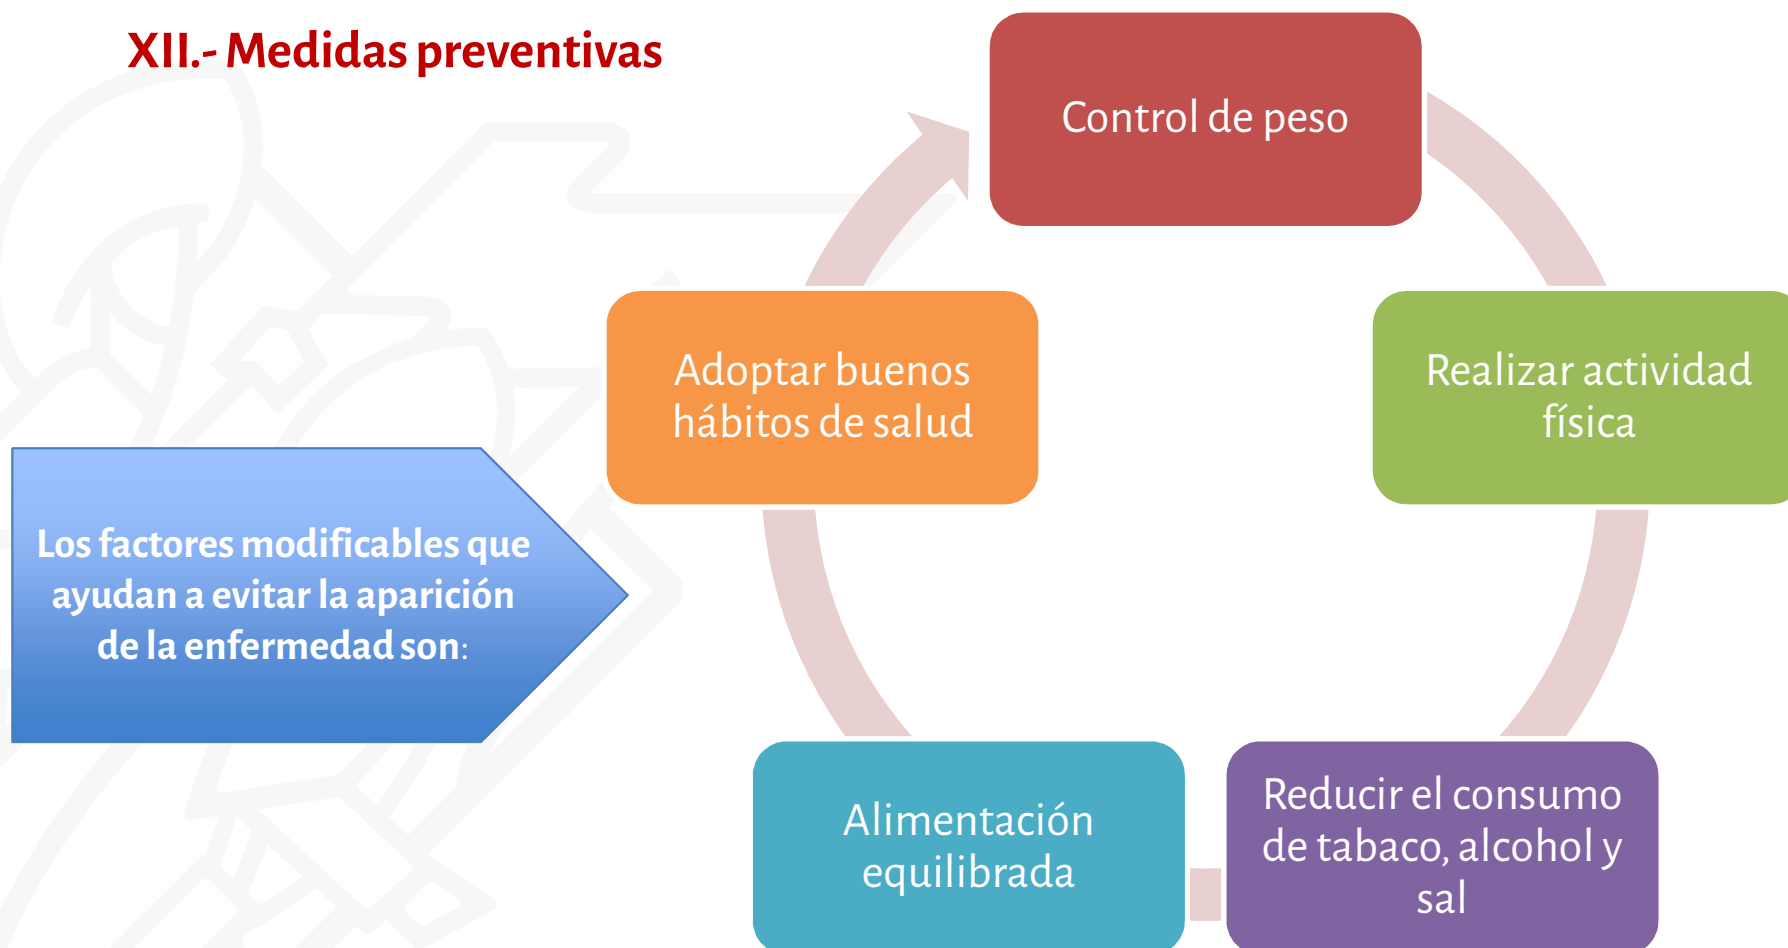 XII.- Medidas preventivas
Control de peso
Realizar actividad
física
Reducir el consumo
de tabaco, alcohol y
sal
Alimentación
equilibrada
Adoptar buenos
hábitos de salud
Los factores modificables que
ayudan a evitar la aparición
de la enfermedad son: